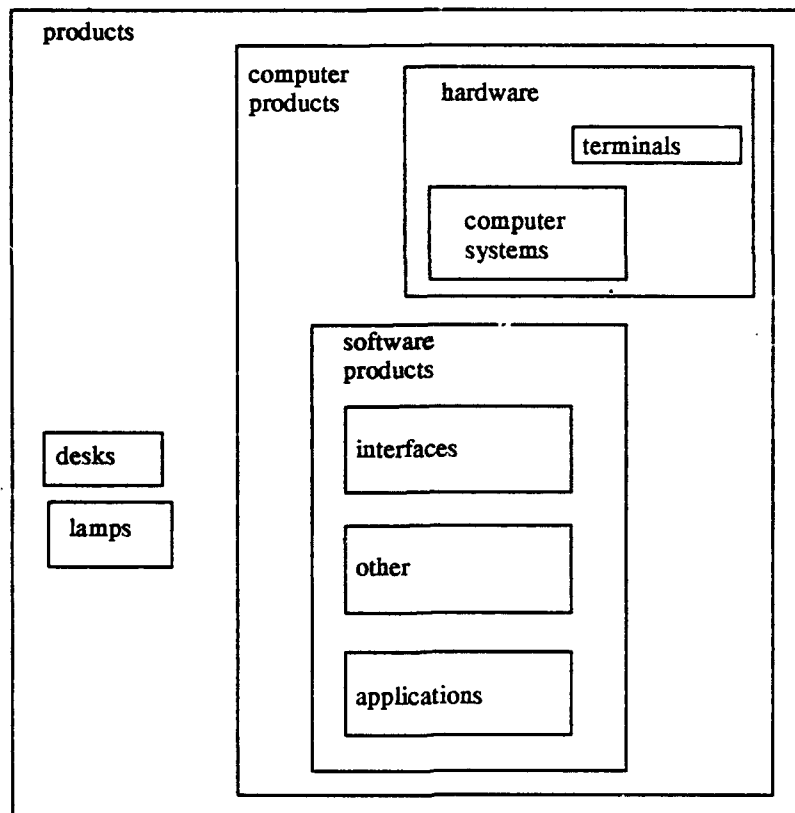 products
computer
products
hardware
terminals
computer
systems
software
products
interfaces
other
applications
desks
lamps